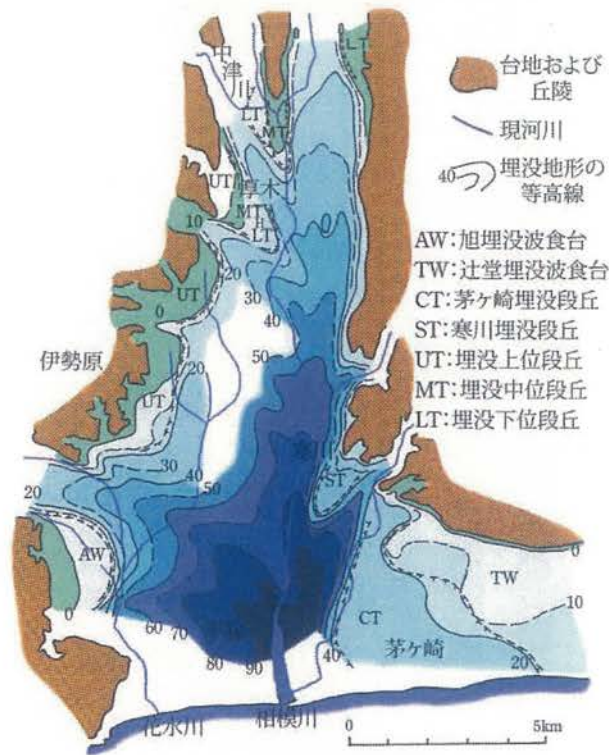 中津川
LT
MT
LT
UT
厚木
MT
LT
10
0
20
30
40
50
UT
0
20
伊勢原
UT
30
40
50
20
ST
AW
0
60
70
80
90
40
CT
茅ヶ崎
TW
0
10
20
花水川
相模川
0 5km
台地および
丘陵
現河川
40 埋没地形の
等高線
AW:旭埋没波食台
TW:辻堂埋没波食台
CT:茅ヶ崎埋没段丘
ST:寒川埋没段丘
UT:埋没上位段丘
MT:埋没中位段丘
LT:埋没下位段丘